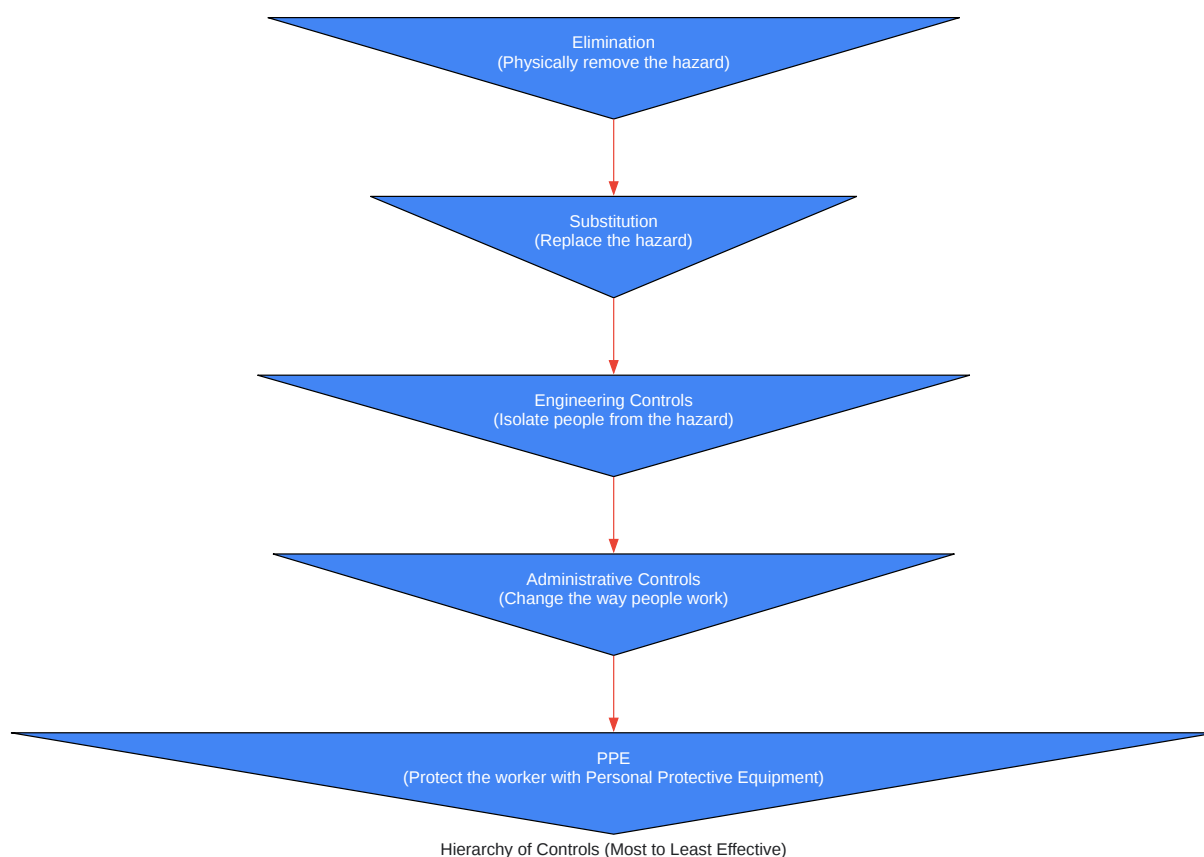 Elimination
(Physically remove the hazard)
Substitution
(Replace the hazard)
Engineering Controls
(Isolate people from the hazard)
Administrative Controls
(Change the way people work)
PPE
(Protect the worker with Personal Protective Equipment)
Hierarchy of Controls (Most to Least Effective)